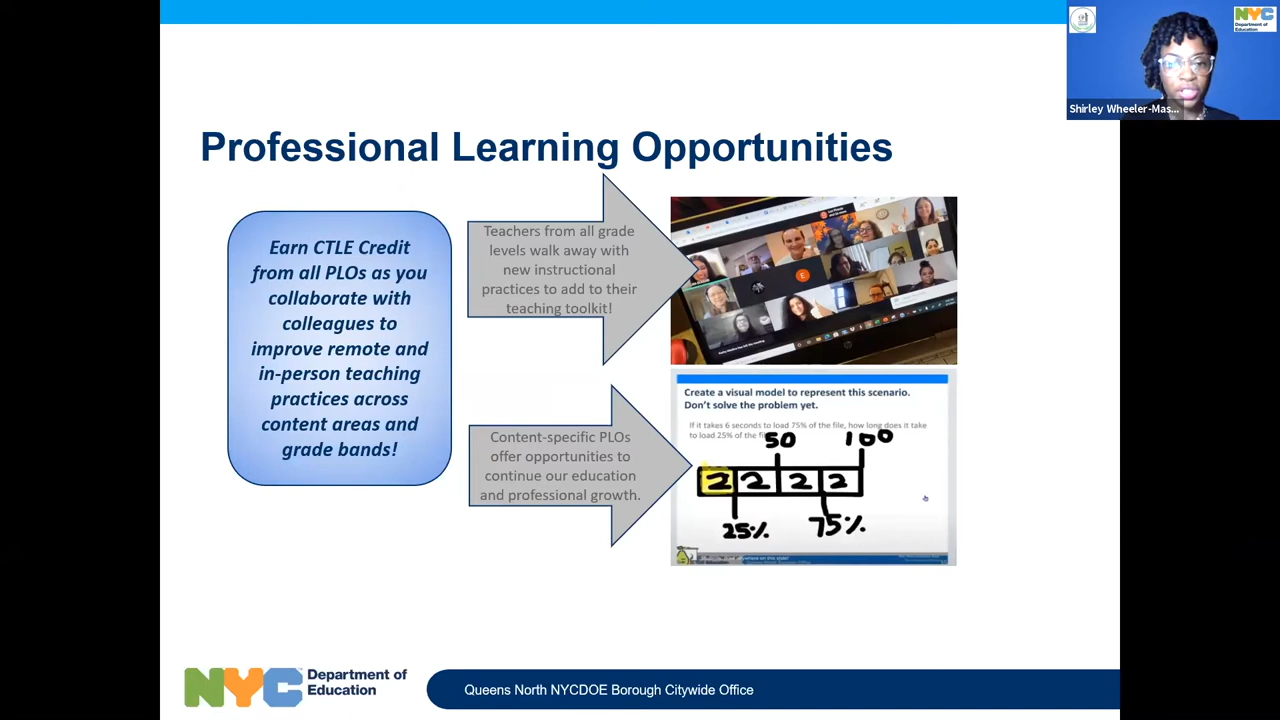 NYC
Department of
Education
Shirley Wheeler-Mas...
Professional Learning Opportunities
Earn CTLE Credit
from all PLOs as you
collaborate with
colleagues to
improve remote and
in-person teaching
practices across
content areas and
grade bands!
Teachers from all grade
levels walk away with
new instructional
practices to add to their
teaching toolkit!
Content-specific PLOs
offer opportunities to
continue our education
and professional growth.
E
Create a visual model to represent this scenario.
Don't solve the problem yet.
If it takes 6 seconds to load 75% of the file, how long does it take
to load 25% of the
50 100
2 2 2 2
25% 75%
NYC Department of
Education
Queens North NYCDOE Borough Citywide Office